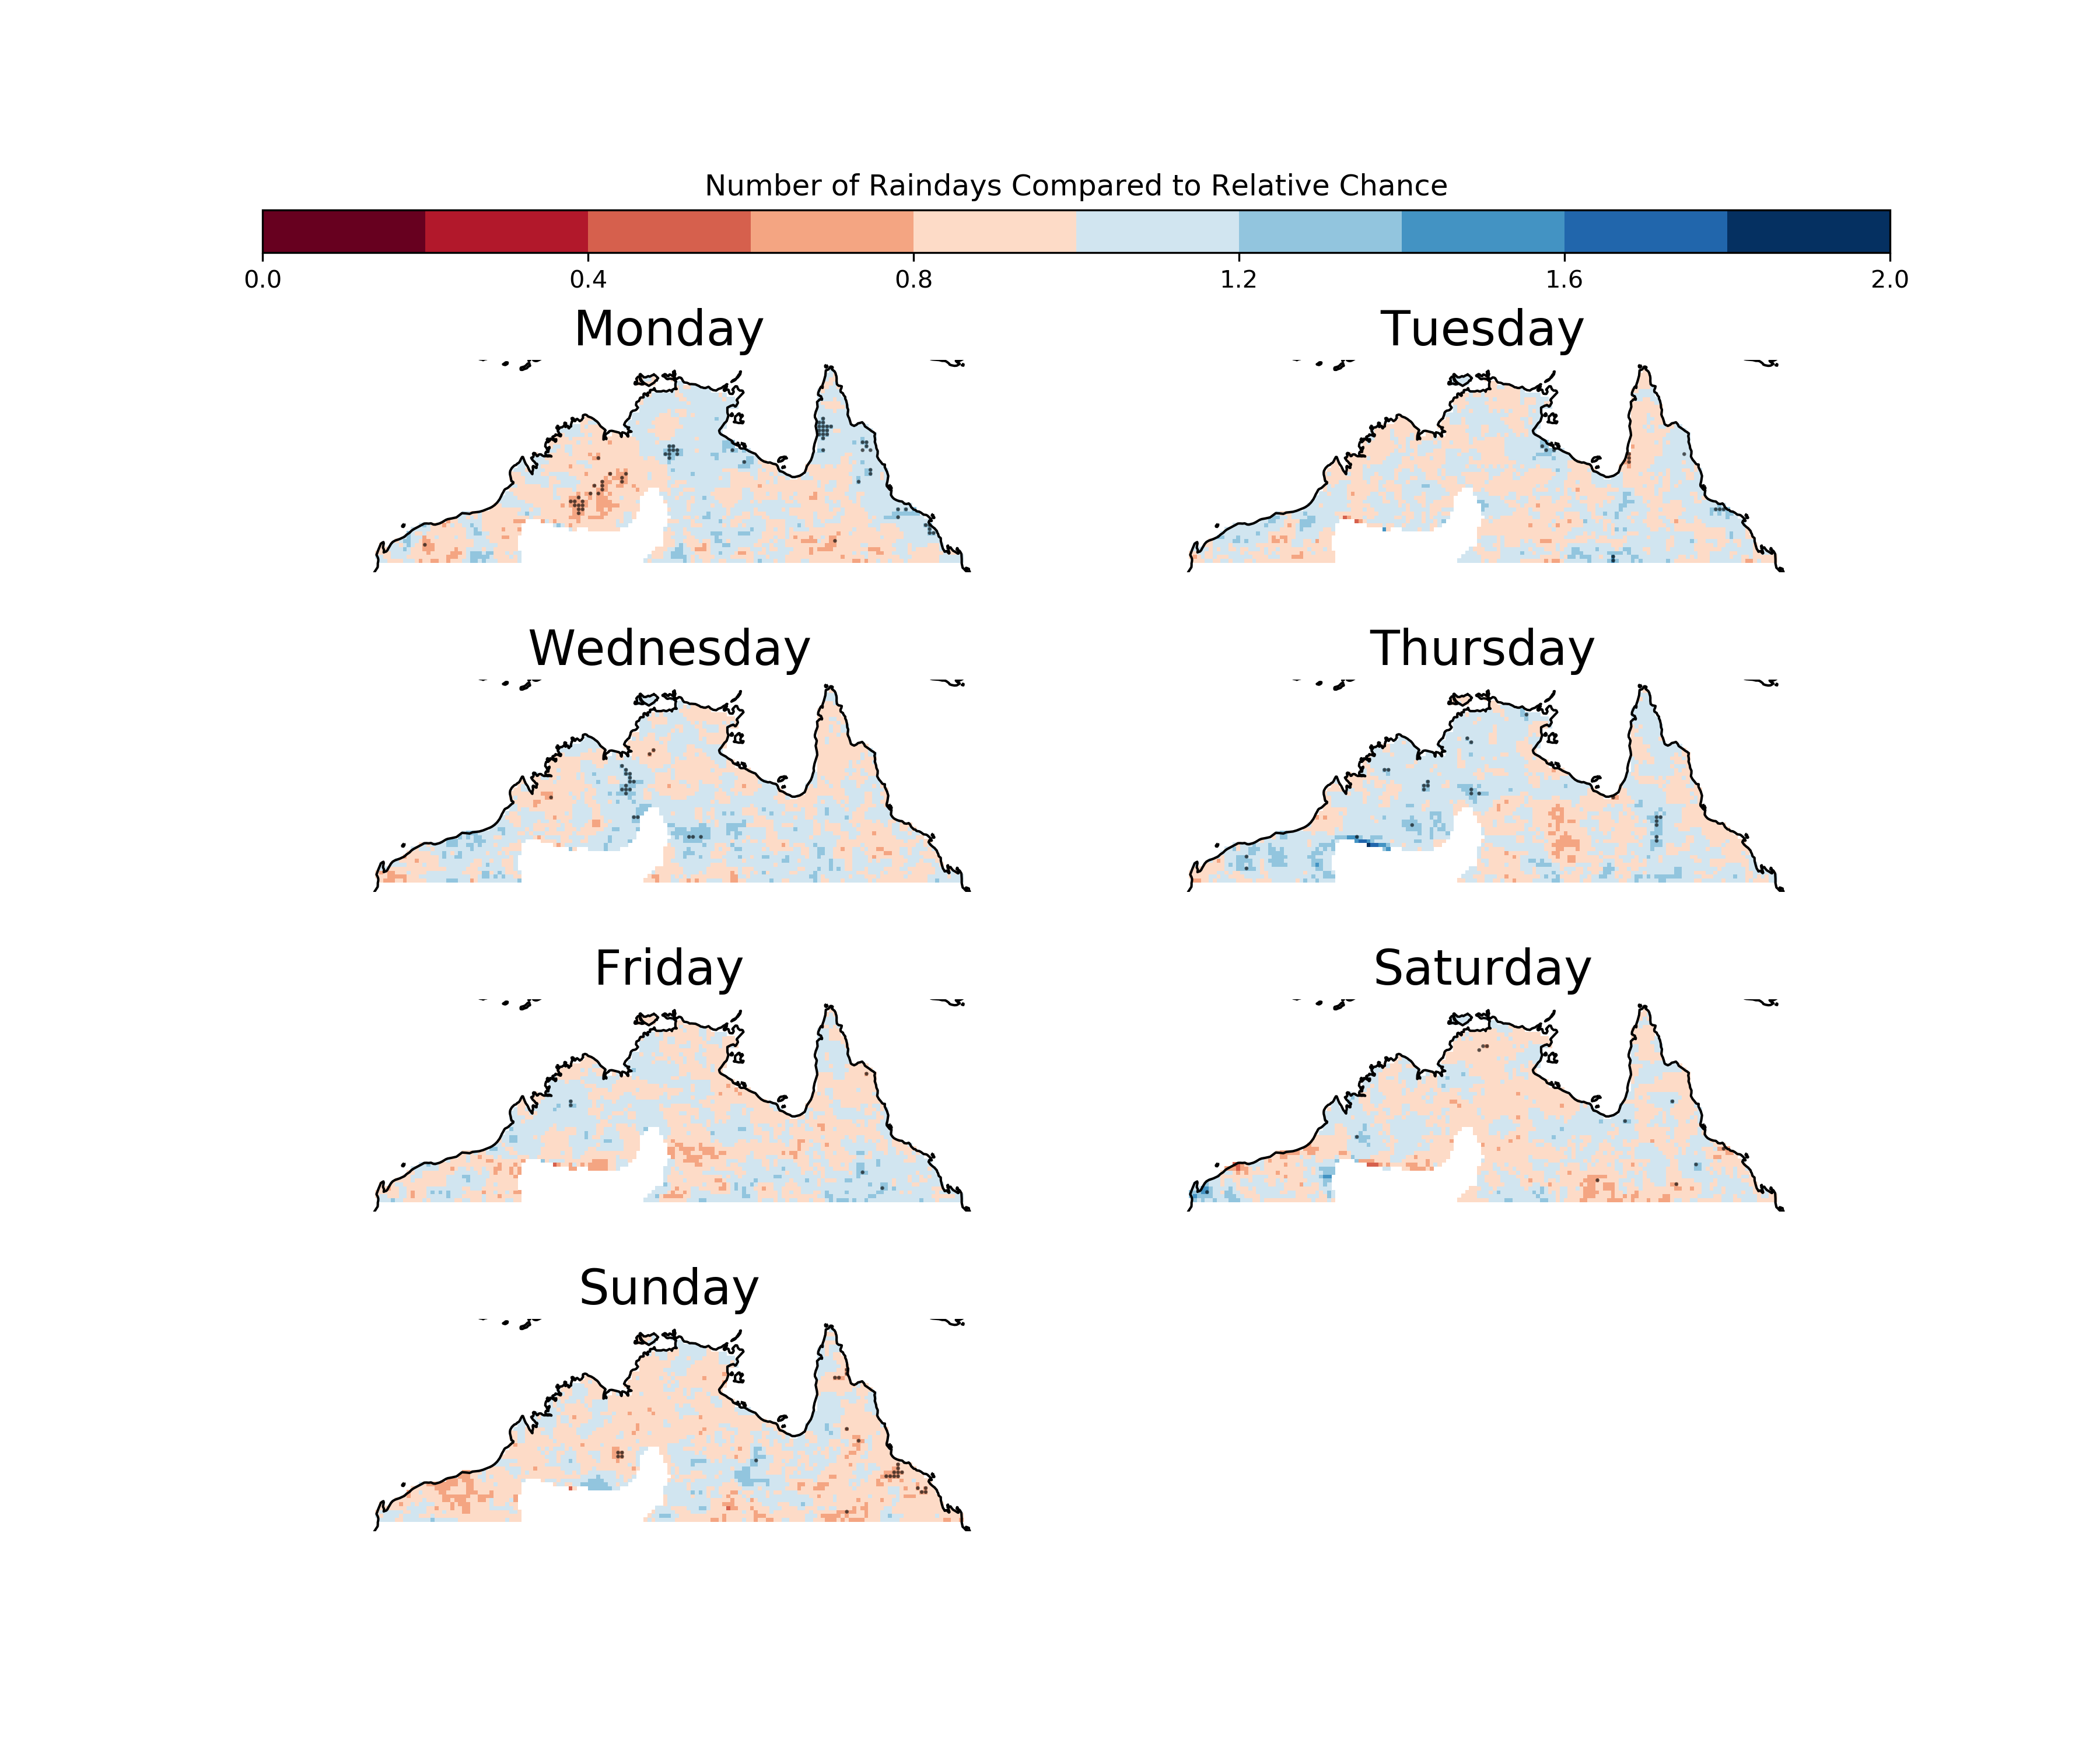 Number of Raindays Compared to Relative Chance
0.0 0.4 0.8 1.2 1.6 2.0
Monday Tuesday
Wednesday Thursday
Friday Saturday
Sunday